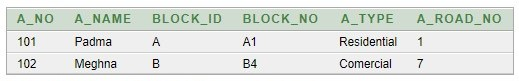 A_NO A_NAME BLOCK_ID BLOCK_NO A_TYPE A_ROAD_NO
101 Padma A A1 Residential 1
102 Meghna B B4 Comercial 7